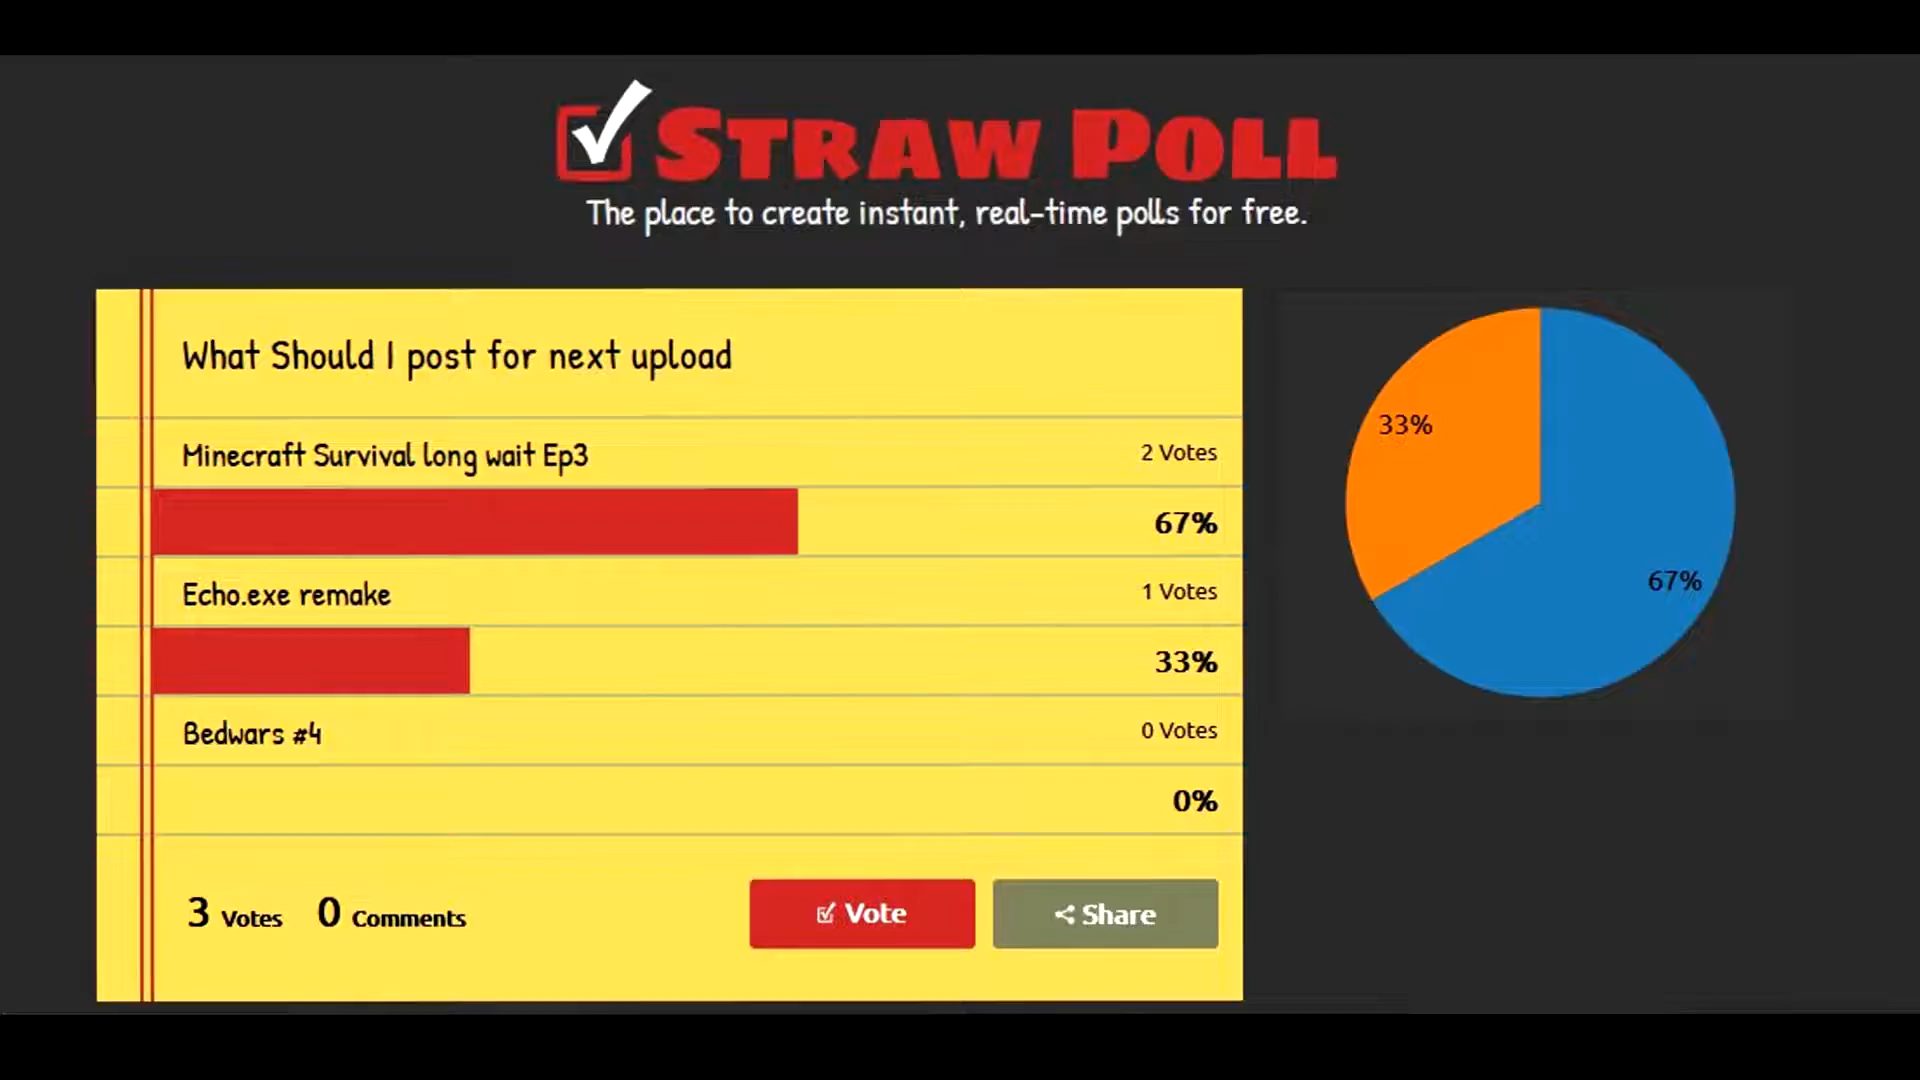 STRAW POLL
The place to create instant, real-time polls for free.
What Should I post for next upload
Minecraft Survival long wait Ep3 2 Votes
67%
Echo.exe remake 1 Votes
33%
Bedwars #4 0 Votes
0%
3 Votes 0 Comments Vote Share
33%
67%